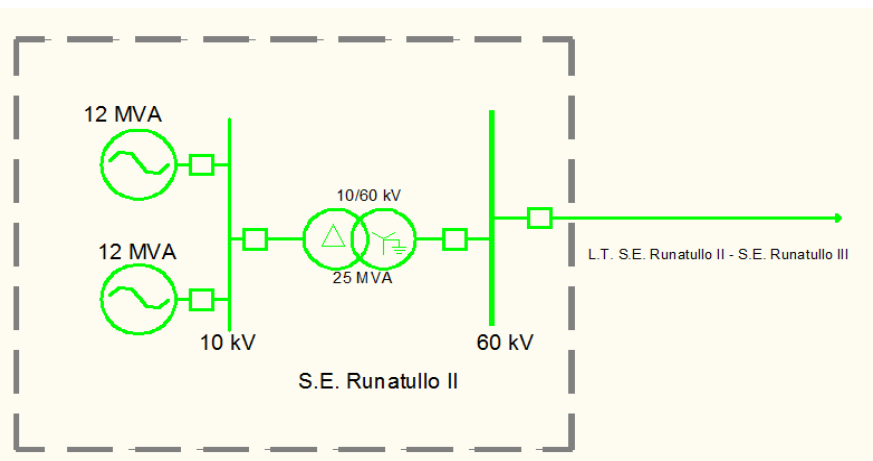 12 MVA
10/60 kV
12 MVA
25 MVA
L.T. S.E. Runatullo II - S.E. Runatullo III
10 kV
60 kV
S.E. Runatullo II